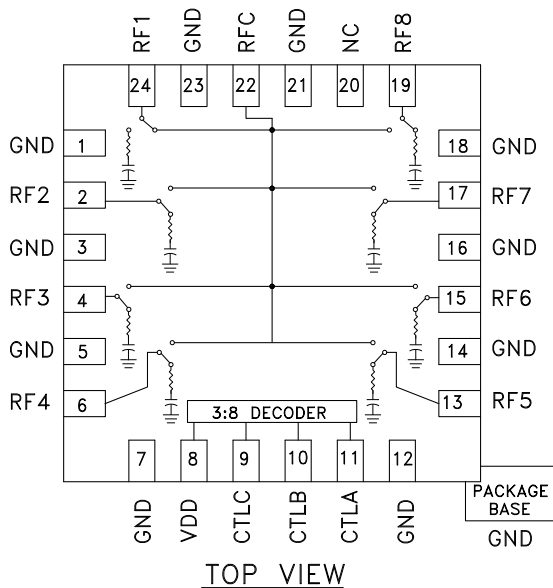 RF1 GND RFC GND NC RF8
24 23 22 21 20 19
GND 1 18 GND
RF2 2 17 RF7
GND 3 16 GND
RF3 4 15 RF6
GND 5 14 GND
RF4 6 13 RF5
3:8 DECODER
7 8 9 10 11 12
GND VDD CTLC CTLB CTLA GND
PACKAGE
BASE
GND
TOP VIEW